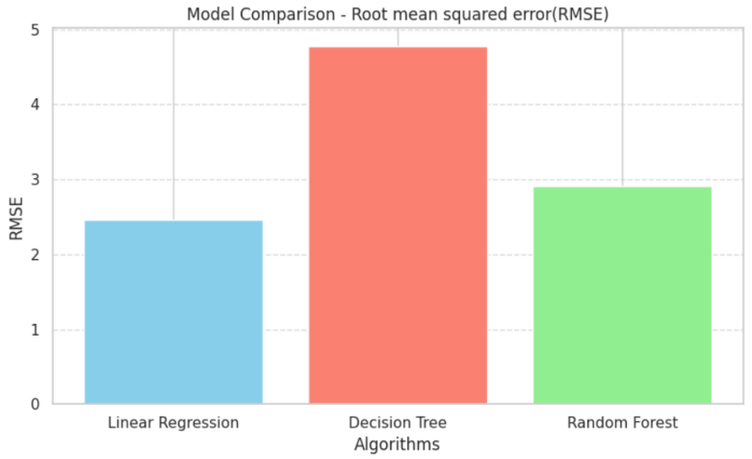 Model Comparison - Root mean squared error(RMSE)
5
4
3
2
1
0
RMSE
Linear Regression
Decision Tree
Random Forest
Algorithms